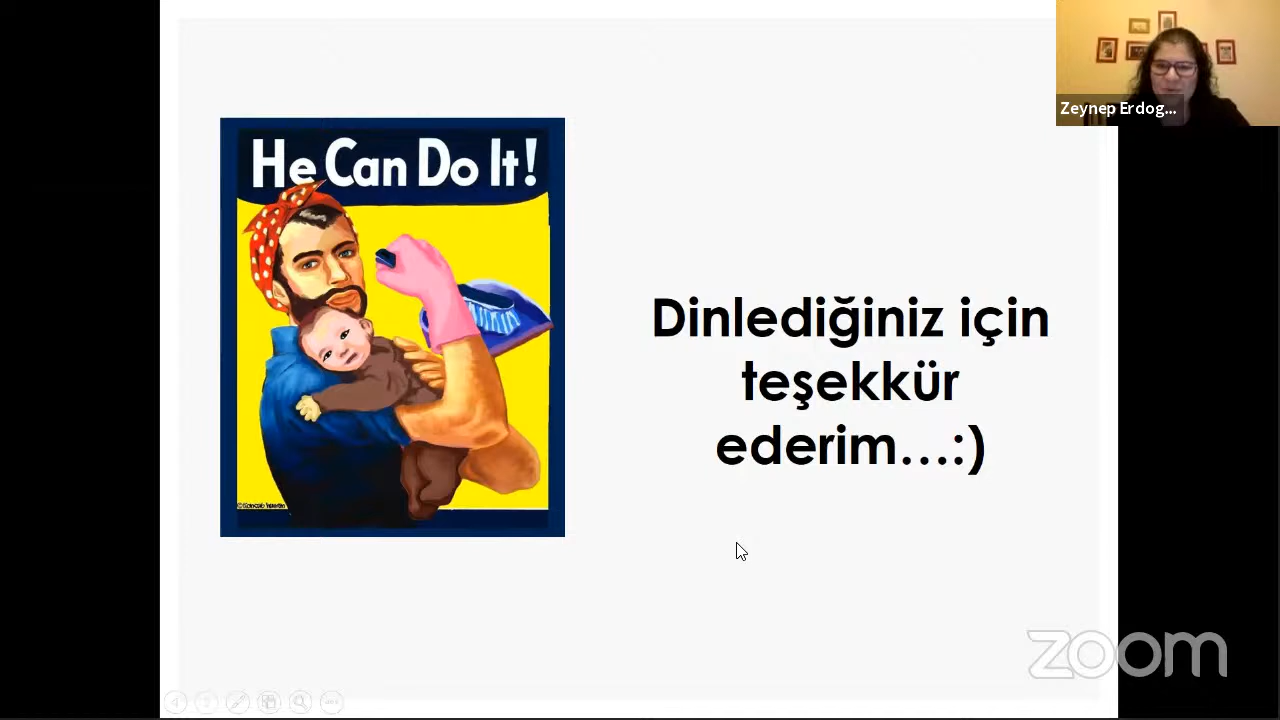 Zeynep Erdog...
He Can Do It!
Dinlediğiniz için
teşekkür
ederim…:)
zoom